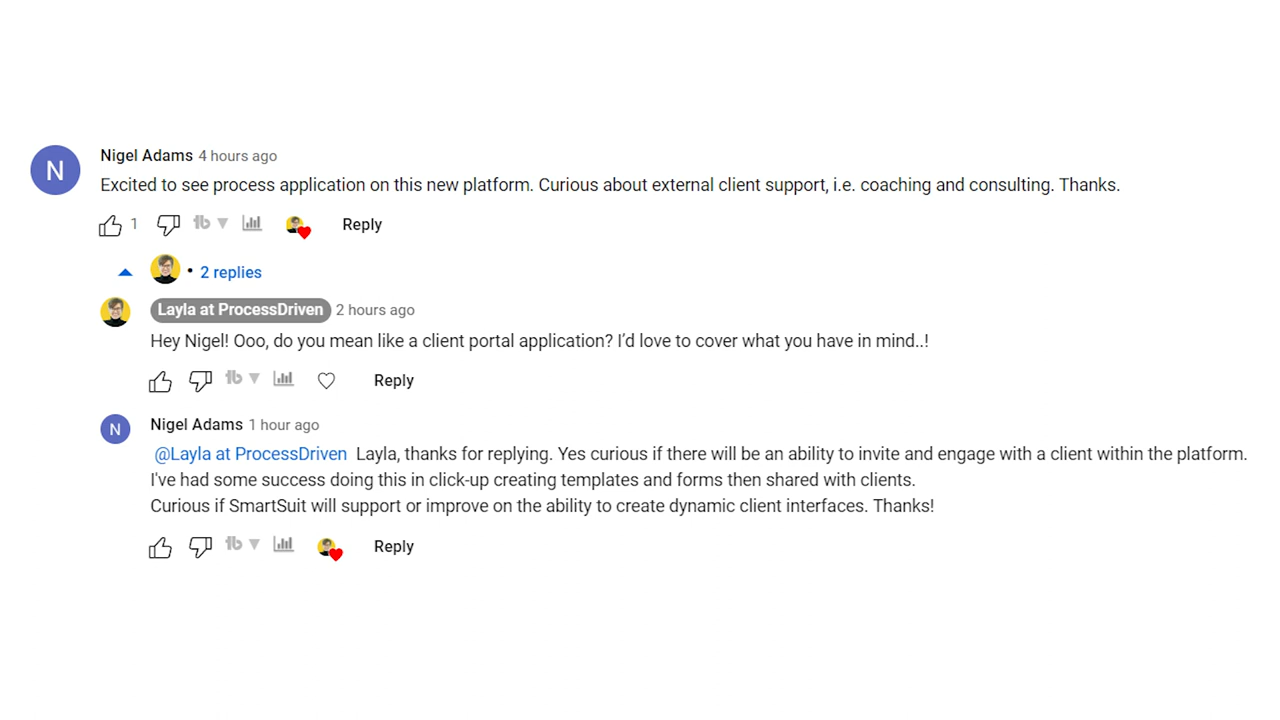 N
Nigel Adams 4 hours ago
Excited to see process application on this new platform. Curious about external client support, i.e. coaching and consulting. Thanks.
1 tb Reply
• 2 replies
Layla at ProcessDriven 2 hours ago
Hey Nigel! Ooo, do you mean like a client portal application? I’d love to cover what you have in mind..!
tb Reply
N
Nigel Adams 1 hour ago
@Layla at ProcessDriven Layla, thanks for replying. Yes curious if there will be an ability to invite and engage with a client within the platform.
I've had some success doing this in click-up creating templates and forms then shared with clients.
Curious if SmartSuit will support or improve on the ability to create dynamic client interfaces. Thanks!
tb Reply